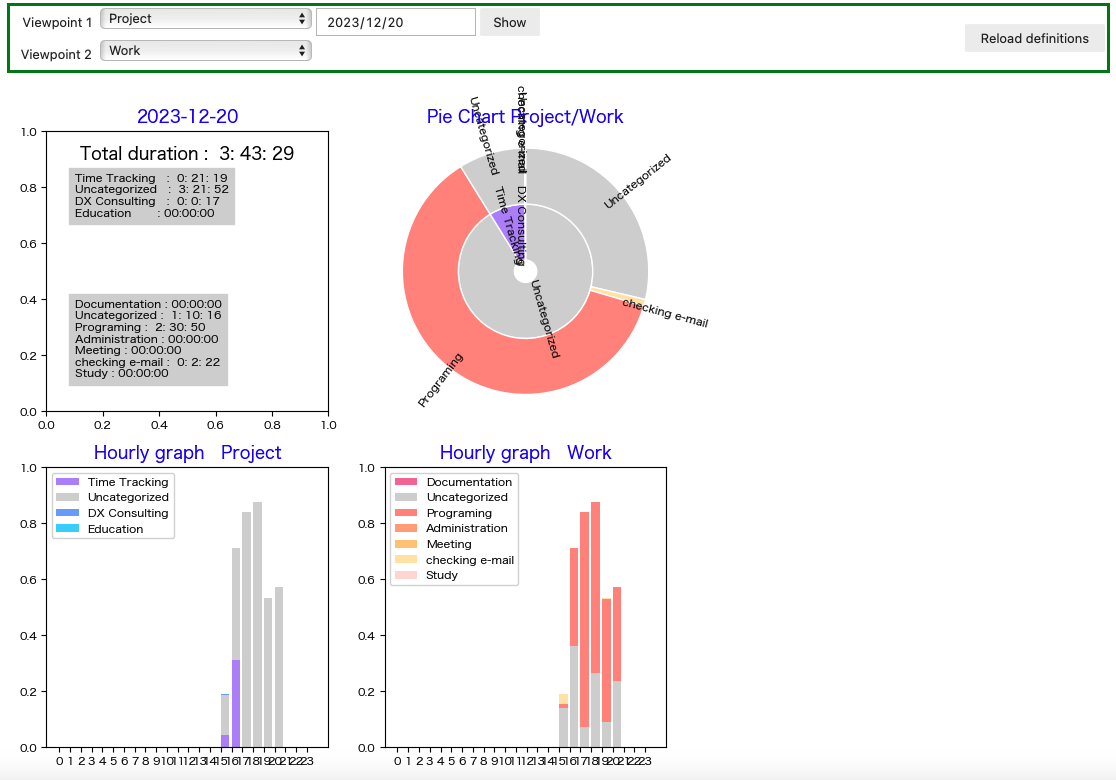 Viewpoint 1 Project 2023/12/20 Show
Viewpoint 2 Work
Reload definitions
2023-12-20
Total duration : 3: 43: 29
Time Tracking : 0: 21: 19
Uncategorized : 3: 21: 52
DX Consulting : 0: 0: 17
Education : 00:00:00
Documentation : 00:00:00
Uncategorized : 1: 10: 16
Programing : 2: 30: 50
Administration : 00:00:00
Meeting : 00:00:00
checking e-mail : 0: 2: 22
Study : 00:00:00
1.0
0.8
0.6
0.4
0.2
0.0
0.0 0.2 0.4 0.6 0.8 1.0
Pie Chart Project/Work
Uncategorized
Uncategorized
checking e-mail
Programing
Time Tracking
DX Consulting
Uncategorized
Hourly graph Project
1.0
0.8
0.6
0.4
0.2
0.0
Time Tracking
Uncategorized
DX Consulting
Education
0 1 2 3 4 5 6 7 8 9 10 11 12 13 14 15 16 17 18 19 20 21 22 23
Hourly graph Work
1.0
0.8
0.6
0.4
0.2
0.0
Documentation
Uncategorized
Programing
Administration
Meeting
checking e-mail
Study
0 1 2 3 4 5 6 7 8 9 10 11 12 13 14 15 16 17 18 19 20 21 22 23